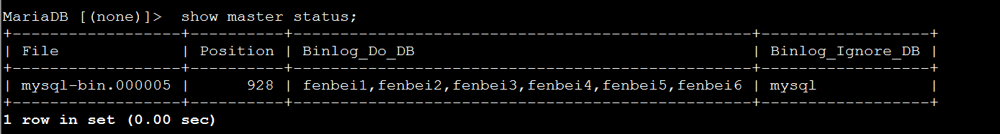 MariaDB [(none)]>  show master status;
+------------------+----------+-------------------------------------------------+------------------+
| File             | Position | Binlog_Do_DB                                    | Binlog_Ignore_DB |
+------------------+----------+-------------------------------------------------+------------------+
| mysql-bin.000005 |      928 | fenbei1,fenbei2,fenbei3,fenbei4,fenbei5,fenbei6 | mysql            |
+------------------+----------+-------------------------------------------------+------------------+
1 row in set (0.00 sec)